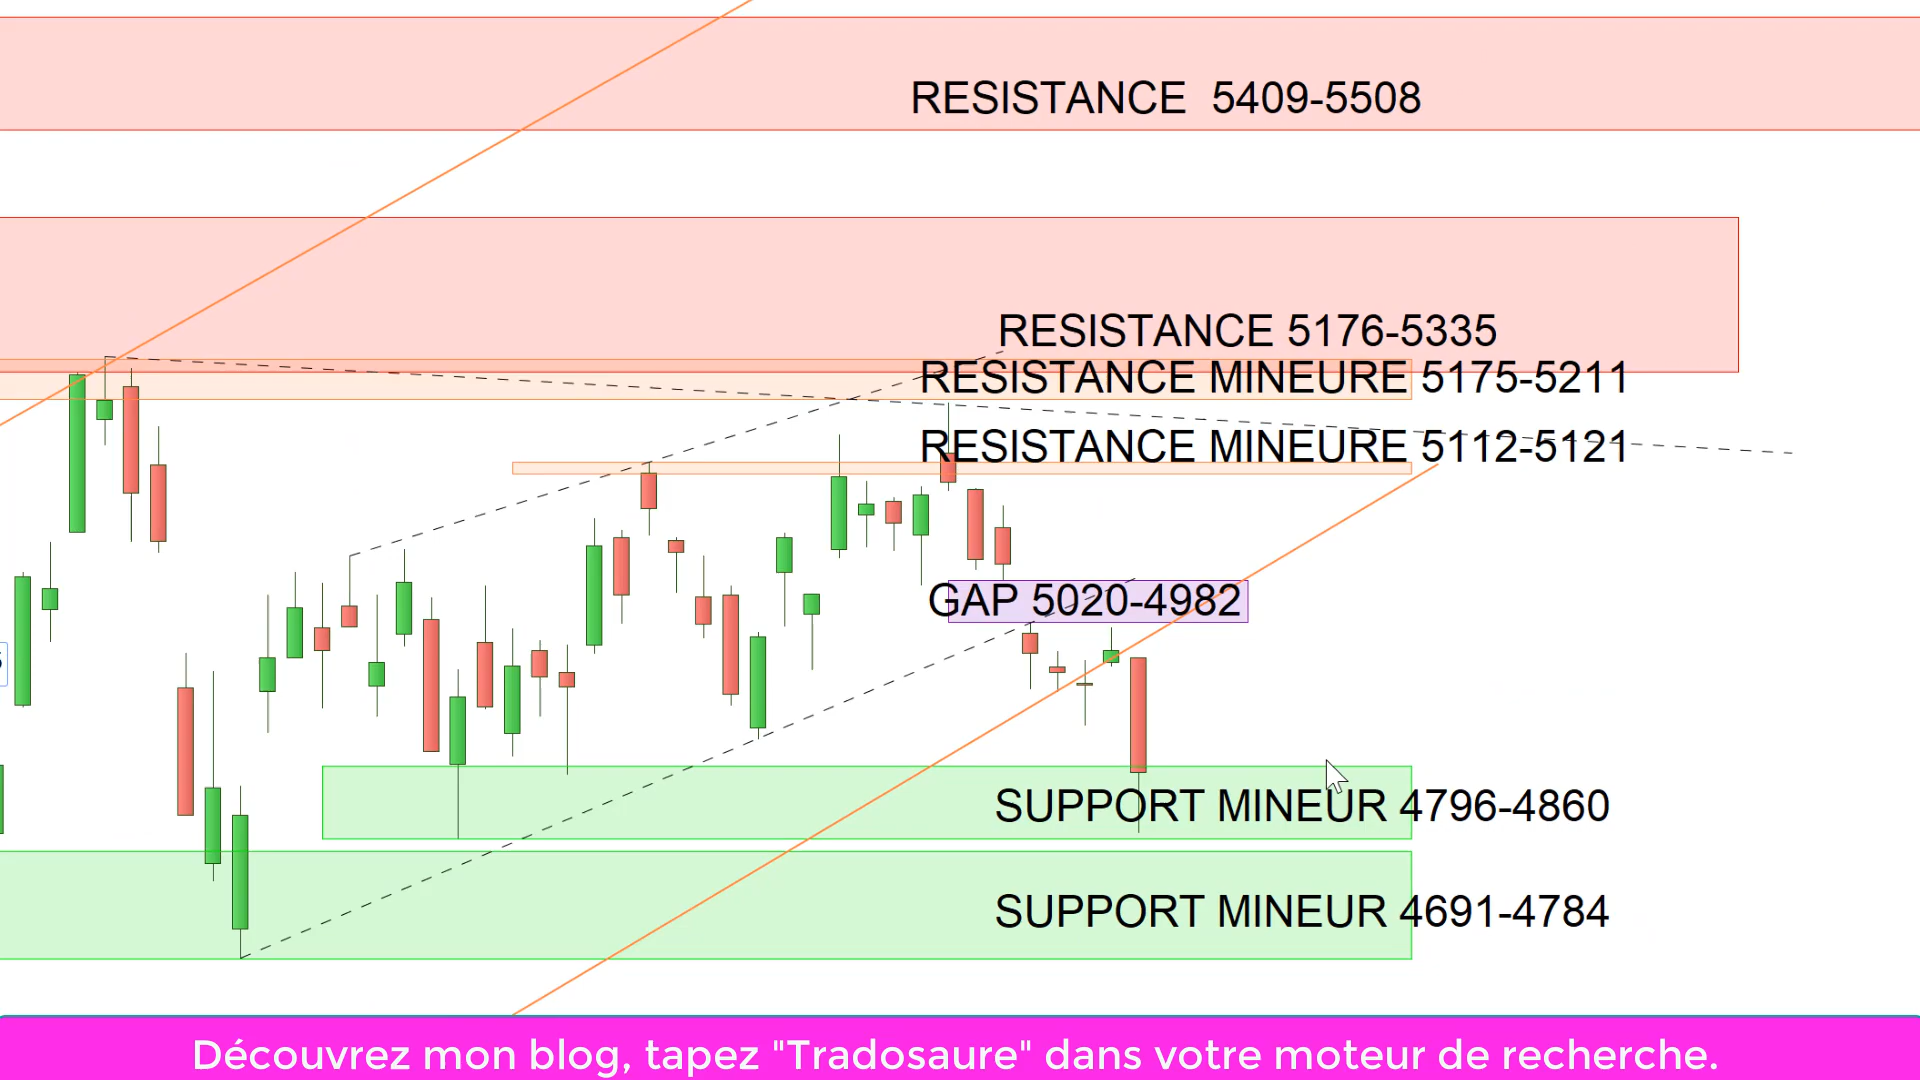 RESISTANCE 5409-5508
RESISTANCE 5176-5335
RESISTANCE MINEURE 5175-5211
RESISTANCE MINEURE 5112-5121
GAP 5020-4982
SUPPORT MINEUR 4796-4860
SUPPORT MINEUR 4691-4784
Découvrez mon blog, tapez "Tradosaure" dans votre moteur de recherche.